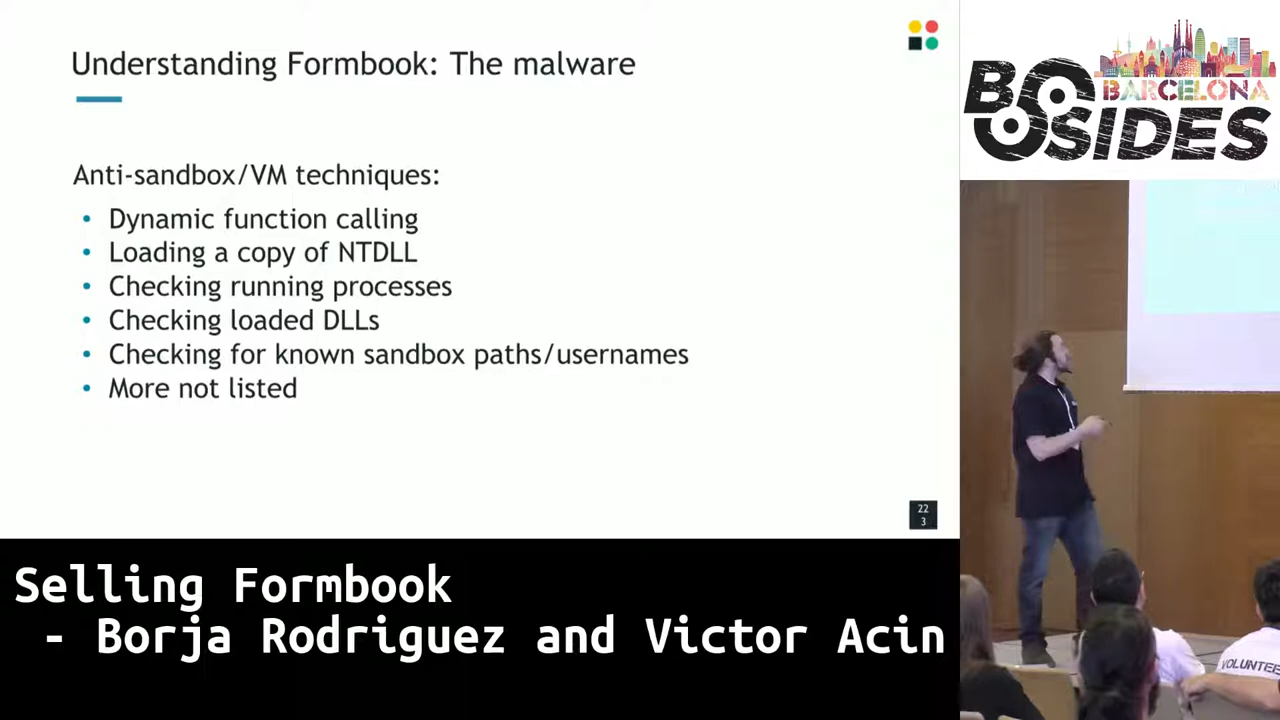 Understanding Formbook: The malware
Anti-sandbox/VM techniques:
• Dynamic function calling
• Loading a copy of NTDLL
• Checking running processes
• Checking loaded DLLs
• Checking for known sandbox paths/usernames
• More not listed
22
3
BSIDES
BARCELONA
Selling Formbook
- Borja Rodriguez and Victor Acin
VOLUNTEE